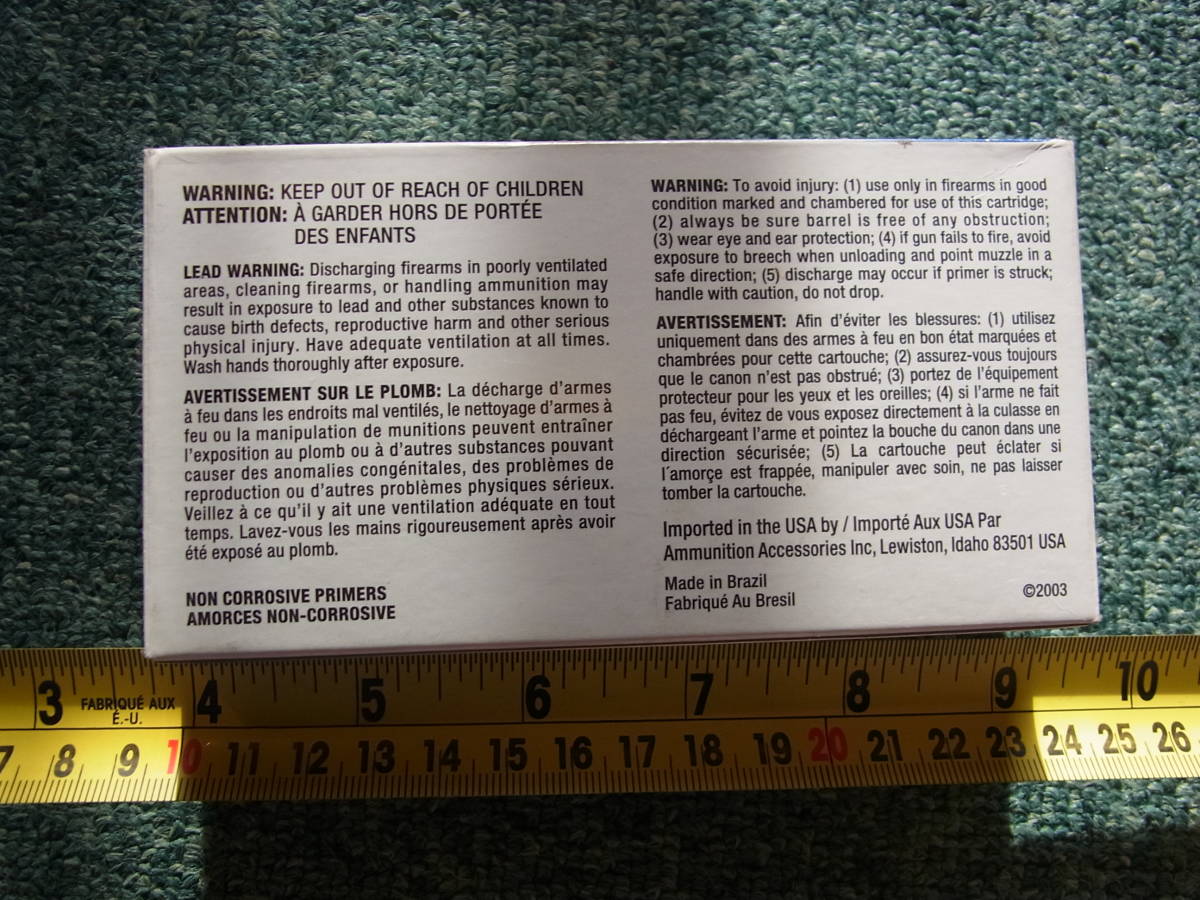 WARNING: KEEP OUT OF REACH OF CHILDREN
ATTENTION: À GARDER HORS DE PORTÉE
DES ENFANTS
LEAD WARNING: Discharging firearms in poorly ventilated
areas, cleaning firearms, or handling ammunition may
result in exposure to lead and other substances known to
cause birth defects, reproductive harm and other serious
physical injury. Have adequate ventilation at all times.
Wash hands thoroughly after exposure.
AVERTISSEMENT SUR LE PLOMB: La décharge d'armes
à feu dans les endroits mal ventilés, le nettoyage d'armes à
feu ou la manipulation de munitions peuvent entraîner
l'exposition au plomb ou à d'autres substances pouvant
causer des anomalies congénitales, des problèmes de
reproduction ou d'autres problèmes physiques sérieux.
Veillez à ce qu'il y ait une ventilation adéquate en tout
temps. Lavez-vous les mains rigoureusement après avoir
été exposé au plomb.
NON CORROSIVE PRIMERS
AMORCES NON-CORROSIVE
WARNING: To avoid injury: (1) use only in firearms in good
condition marked and chambered for use of this cartridge;
(2) always be sure barrel is free of any obstruction;
(3) wear eye and ear protection; (4) if gun fails to fire, avoid
exposure to breech when unloading and point muzzle in a
safe direction; (5) discharge may occur if primer is struck;
handle with caution, do not drop.
AVERTISSEMENT: Afin d'éviter les blessures: (1) utilisez
uniquement dans des armes à feu en bon état marquées et
chambrées pour cette cartouche; (2) assurez-vous toujours
que le canon n'est pas obstrué; (3) portez de l'équipement
protecteur pour les yeux et les oreilles; (4) si l'arme ne fait
pas feu, évitez de vous exposez directement à la culasse en
déchargeant l'arme et pointez la bouche du canon dans une
direction sécurisée; (5) La cartouche peut éclater si
l´amorçe est frappée, manipuler avec soin, ne pas laisser
tomber la cartouche.
Imported in the USA by / Importé Aux USA Par
Ammunition Accessories Inc, Lewiston, Idaho 83501 USA
Made in Brazil
Fabriqué Au Bresil
©2003
3 FABRIQUÉ AUX 4 5 6 7 8 9 10
É.-U.
7 8 9 10 11 12 13 14 15 16 17 18 19 20 21 22 23 24 25 26